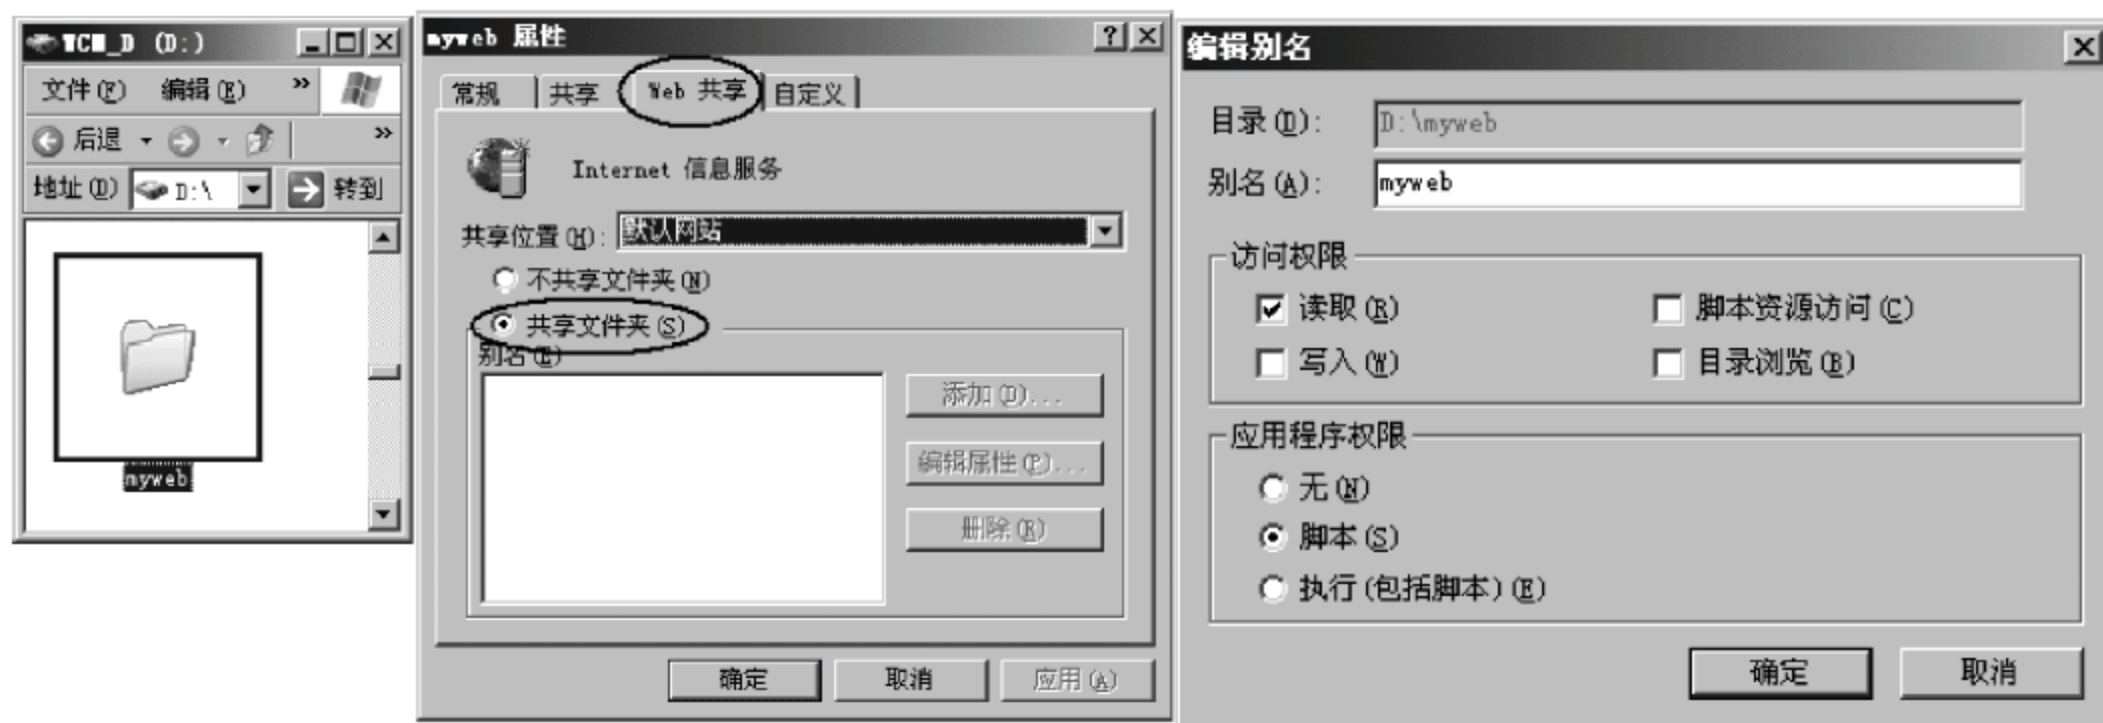 WCH_D (D:)
文件(F) 编辑(E) »
后退 »
地址(D) D:\ 转到
myweb
myweb 属性
常规 共享 Web 共享 自定义
Internet 信息服务
共享位置(H): 默认网站
不共享文件夹(N)
共享文件夹(S)
别名(E)
添加(D)...
编辑属性(P)...
删除(R)
确定 取消 应用(A)
编辑别名
目录(D): D:\myweb
别名(A): myweb
访问权限
读取(R) 脚本资源访问(C)
写入(W) 目录浏览(B)
应用程序权限
无(N)
脚本(S)
执行(包括脚本)(E)
确定 取消